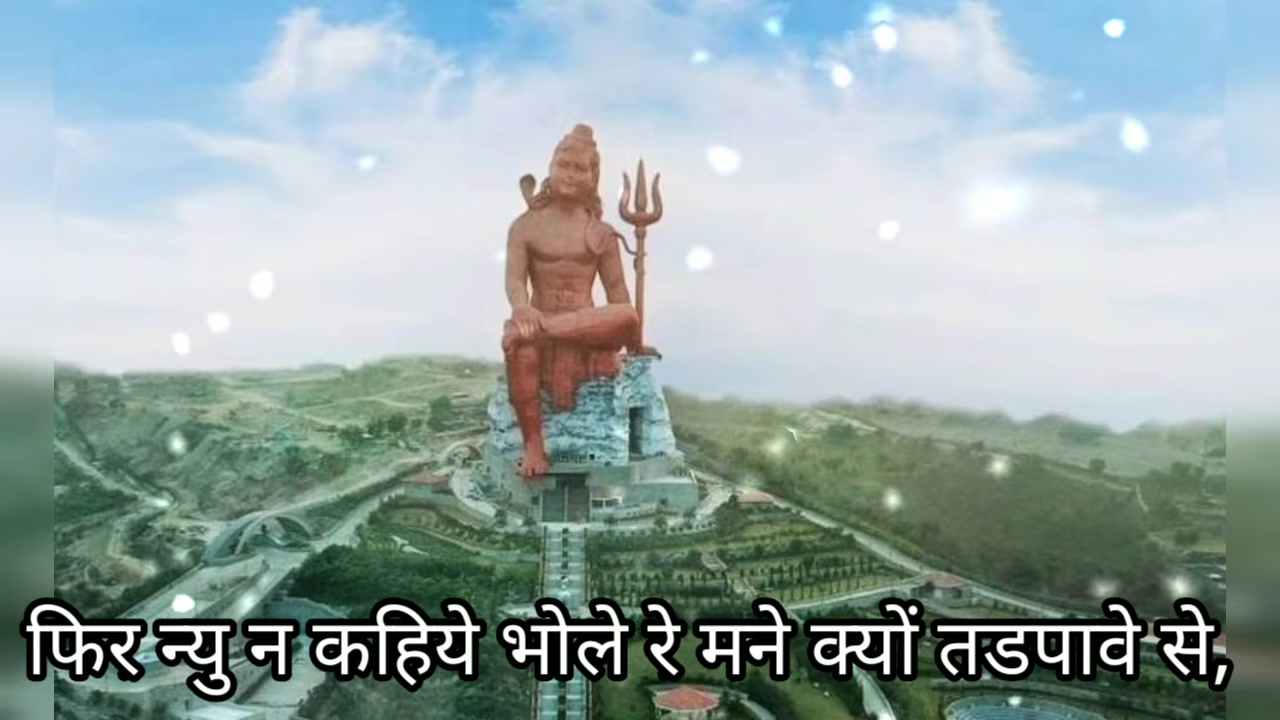 फिर न्यु न कहिये भोले रे मने क्यों तडपावे से,